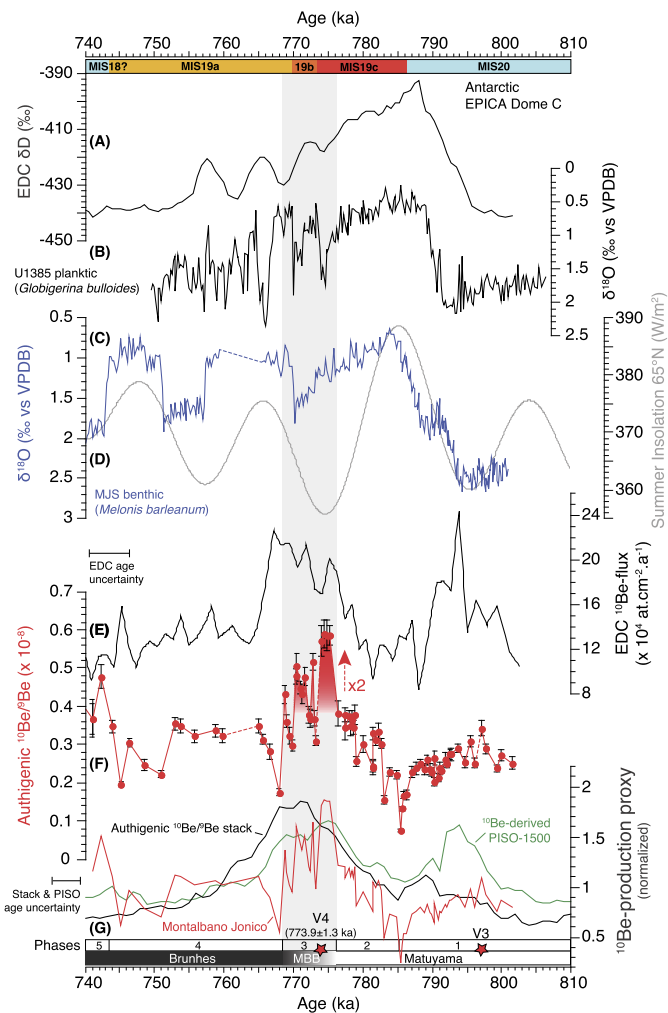 Age (ka)
740 750 760 770 780 790 800 810
MIS18? MIS19a 19b MIS19c MIS20
-390
-410
-430
-450
EDC δD (‰)
Antarctic
EPICA Dome C
(A)
0
0.5
1
1.5
2
2.5
δ18O (‰ vs VPDB)
(B)
U1385 planktic
(Globigerina bulloides)
0.5
1
1.5
2
2.5
3
δ18O (‰ vs VPDB)
(C)
390
380
370
360
Summer Insolation 65°N (W/m²)
(D)
MJS benthic
(Melonis barleanum)
24
20
16
12
8
EDC 10Be-flux
(x 10⁴ at.cm-2.a-1)
EDC age
uncertainty
0.7
0.6
0.5
0.4
0.3
0.2
0.1
0
Authigenic 10Be/9Be (x 10-8)
(E)
x2
(F)
2
1.5
1
0.5
10Be-production proxy
(normalized)
Authigenic 10Be/9Be stack
10Be-derived
PISO-1500
Stack & PISO
age uncertainty
Montalbano Jonico
V4
(773.9±1.3 ka)
V3
(G)
Phases 5 4 3 2 1
Brunhes MBB Matuyama
740 750 760 770 780 790 800 810
Age (ka)